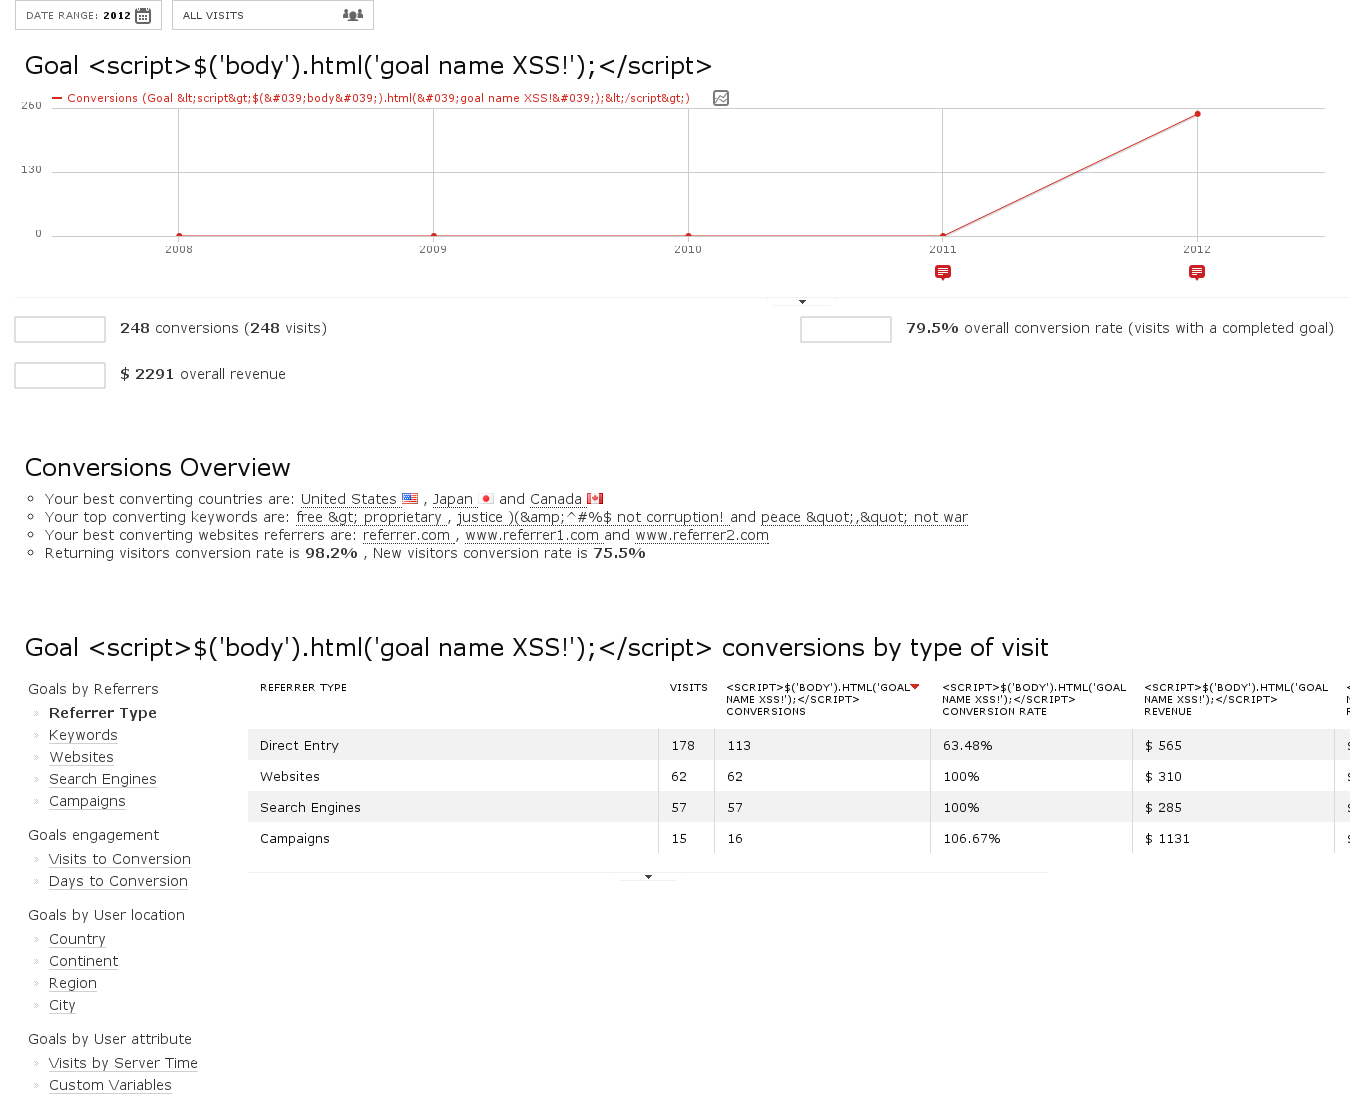 DATE RANGE: 2012
ALL VISITS
Goal <script>$('body').html('goal name XSS!');</script>
Conversions (Goal &lt;script&gt;$(&#039;body&#039;).html(&#039;goal name XSS!&#039;);&lt;/script&gt;)
260
130
0
2008 2009 2010 2011 2012
248 conversions (248 visits)
79.5% overall conversion rate (visits with a completed goal)
$ 2291 overall revenue
Conversions Overview
Your best converting countries are: United States , Japan and Canada
Your top converting keywords are: free &gt; proprietary , justice )(&amp;^#%$ not corruption! and peace &quot;,&quot; not war
Your best converting websites referrers are: referrer.com , www.referrer1.com and www.referrer2.com
Returning visitors conversion rate is 98.2% , New visitors conversion rate is 75.5%
Goal <script>$('body').html('goal name XSS!');</script> conversions by type of visit
Goals by Referrers
» Referrer Type
» Keywords
» Websites
» Search Engines
» Campaigns
Goals engagement
» Visits to Conversion
» Days to Conversion
Goals by User location
» Country
» Continent
» Region
» City
Goals by User attribute
» Visits by Server Time
» Custom Variables
REFERRER TYPE
VISITS
<SCRIPT>$('BODY').HTML('GOAL
NAME XSS!');</SCRIPT>
CONVERSIONS
<SCRIPT>$('BODY').HTML('GOAL
NAME XSS!');</SCRIPT>
CONVERSION RATE
<SCRIPT>$('BODY').HTML('GOAL
NAME XSS!');</SCRIPT>
REVENUE
Direct Entry 178 113 63.48% $ 565
Websites 62 62 100% $ 310
Search Engines 57 57 100% $ 285
Campaigns 15 16 106.67% $ 1131